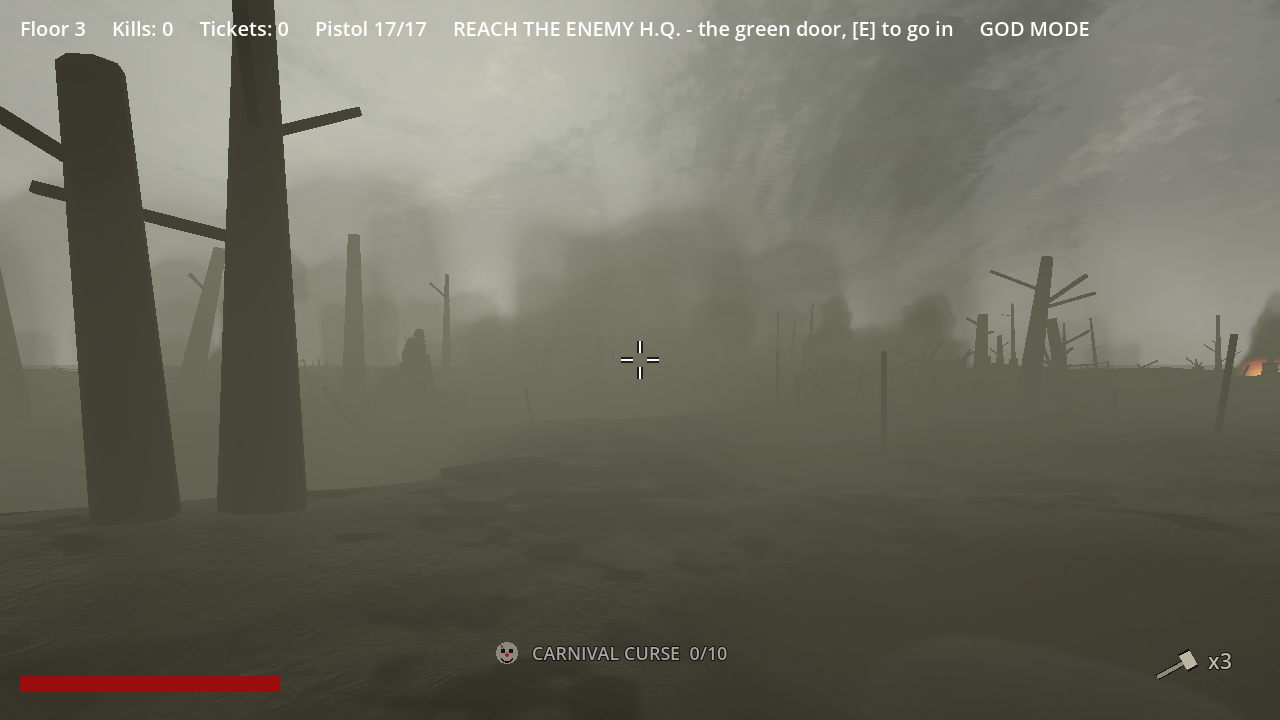 Floor 3 Kills: 0 Tickets: 0 Pistol 17/17 REACH THE ENEMY H.Q. - the green door, [E] to go in GOD MODE
CARNIVAL CURSE 0/10
x3